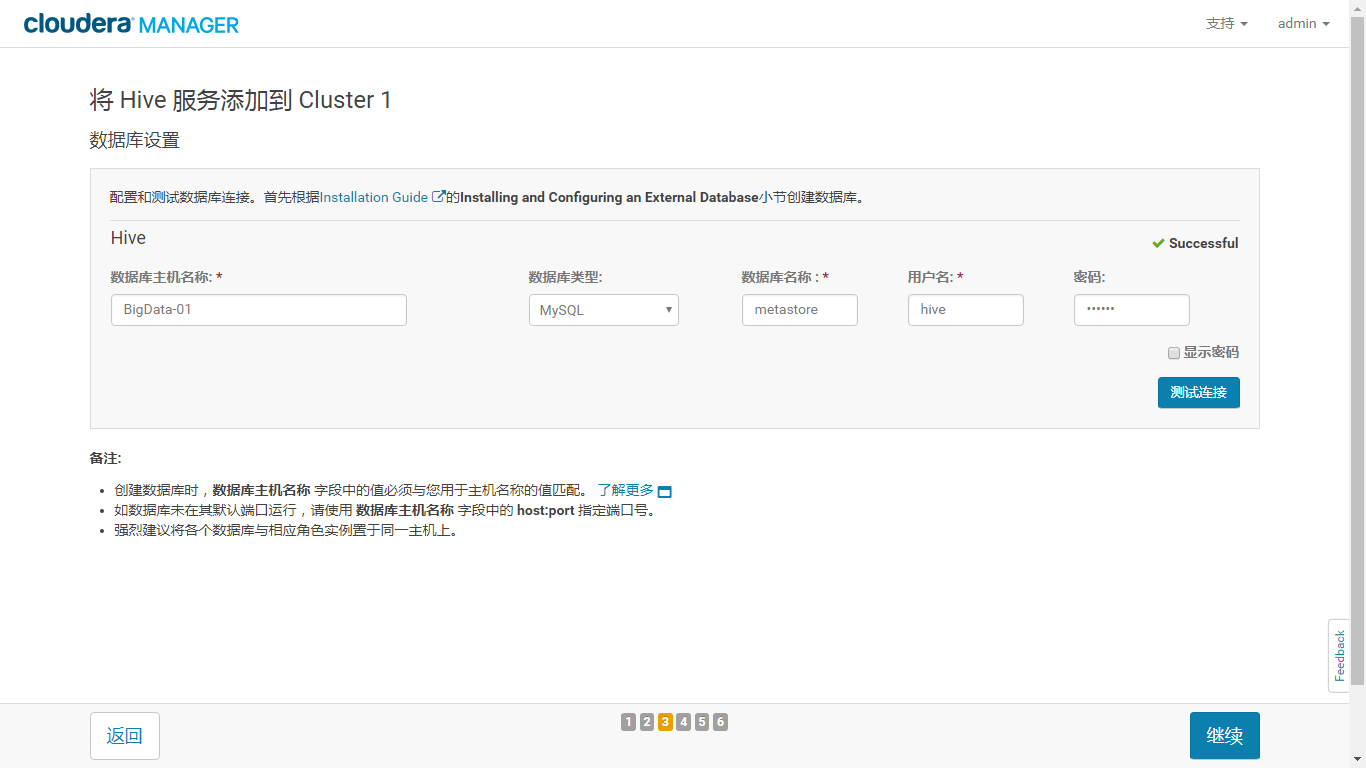 cloudera MANAGER
支持 admin
将 Hive 服务添加到 Cluster 1
数据库设置
配置和测试数据库连接。首先根据Installation Guide 的Installing and Configuring an External Database小节创建数据库。
Hive
Successful
数据库主机名称: * 数据库类型: 数据库名称 : * 用户名: * 密码:
BigData-01 MySQL metastore hive ••••••
显示密码
测试连接
备注:
• 创建数据库时，数据库主机名称 字段中的值必须与您用于主机名称的值匹配。 了解更多
• 如数据库未在其默认端口运行，请使用 数据库主机名称 字段中的 host:port 指定端口号。
• 强烈建议将各个数据库与相应角色实例置于同一主机上。
Feedback
返回 1 2 3 4 5 6 继续